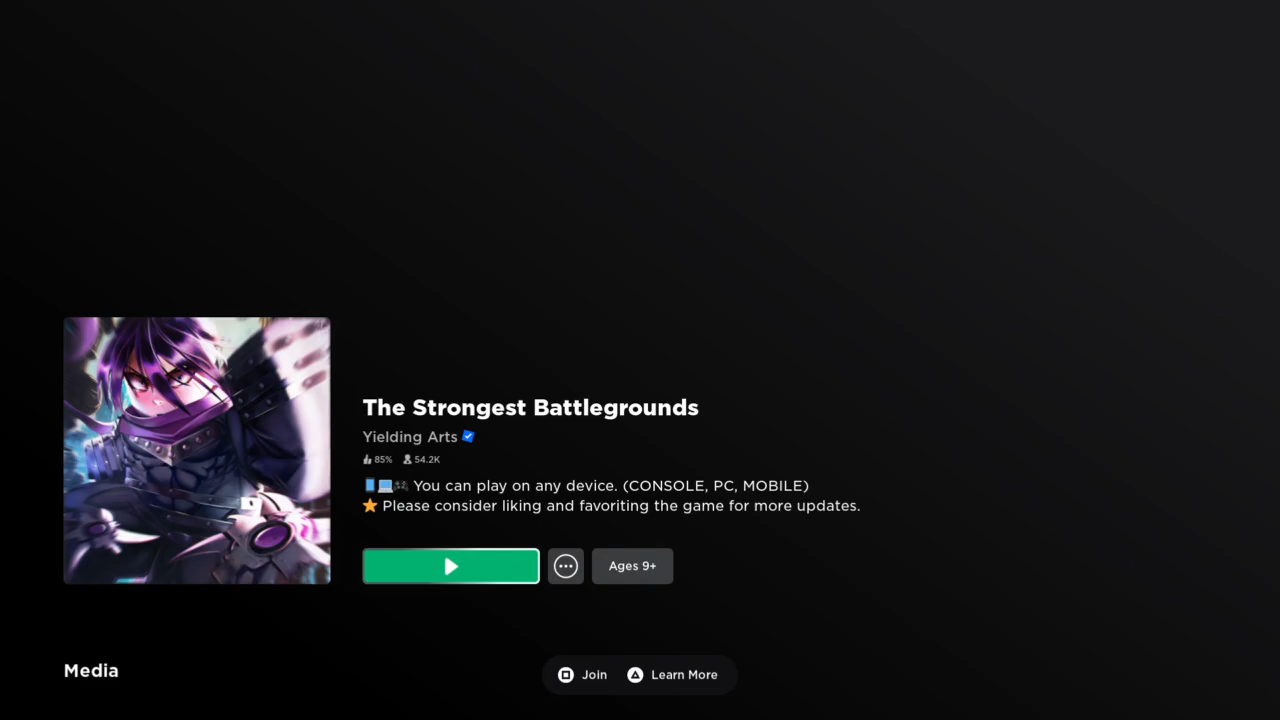 The Strongest Battlegrounds
Yielding Arts
85% 54.2K
📱💻🎮 You can play on any device. (CONSOLE, PC, MOBILE)
⭐ Please consider liking and favoriting the game for more updates.
Ages 9+
Media
Join Learn More